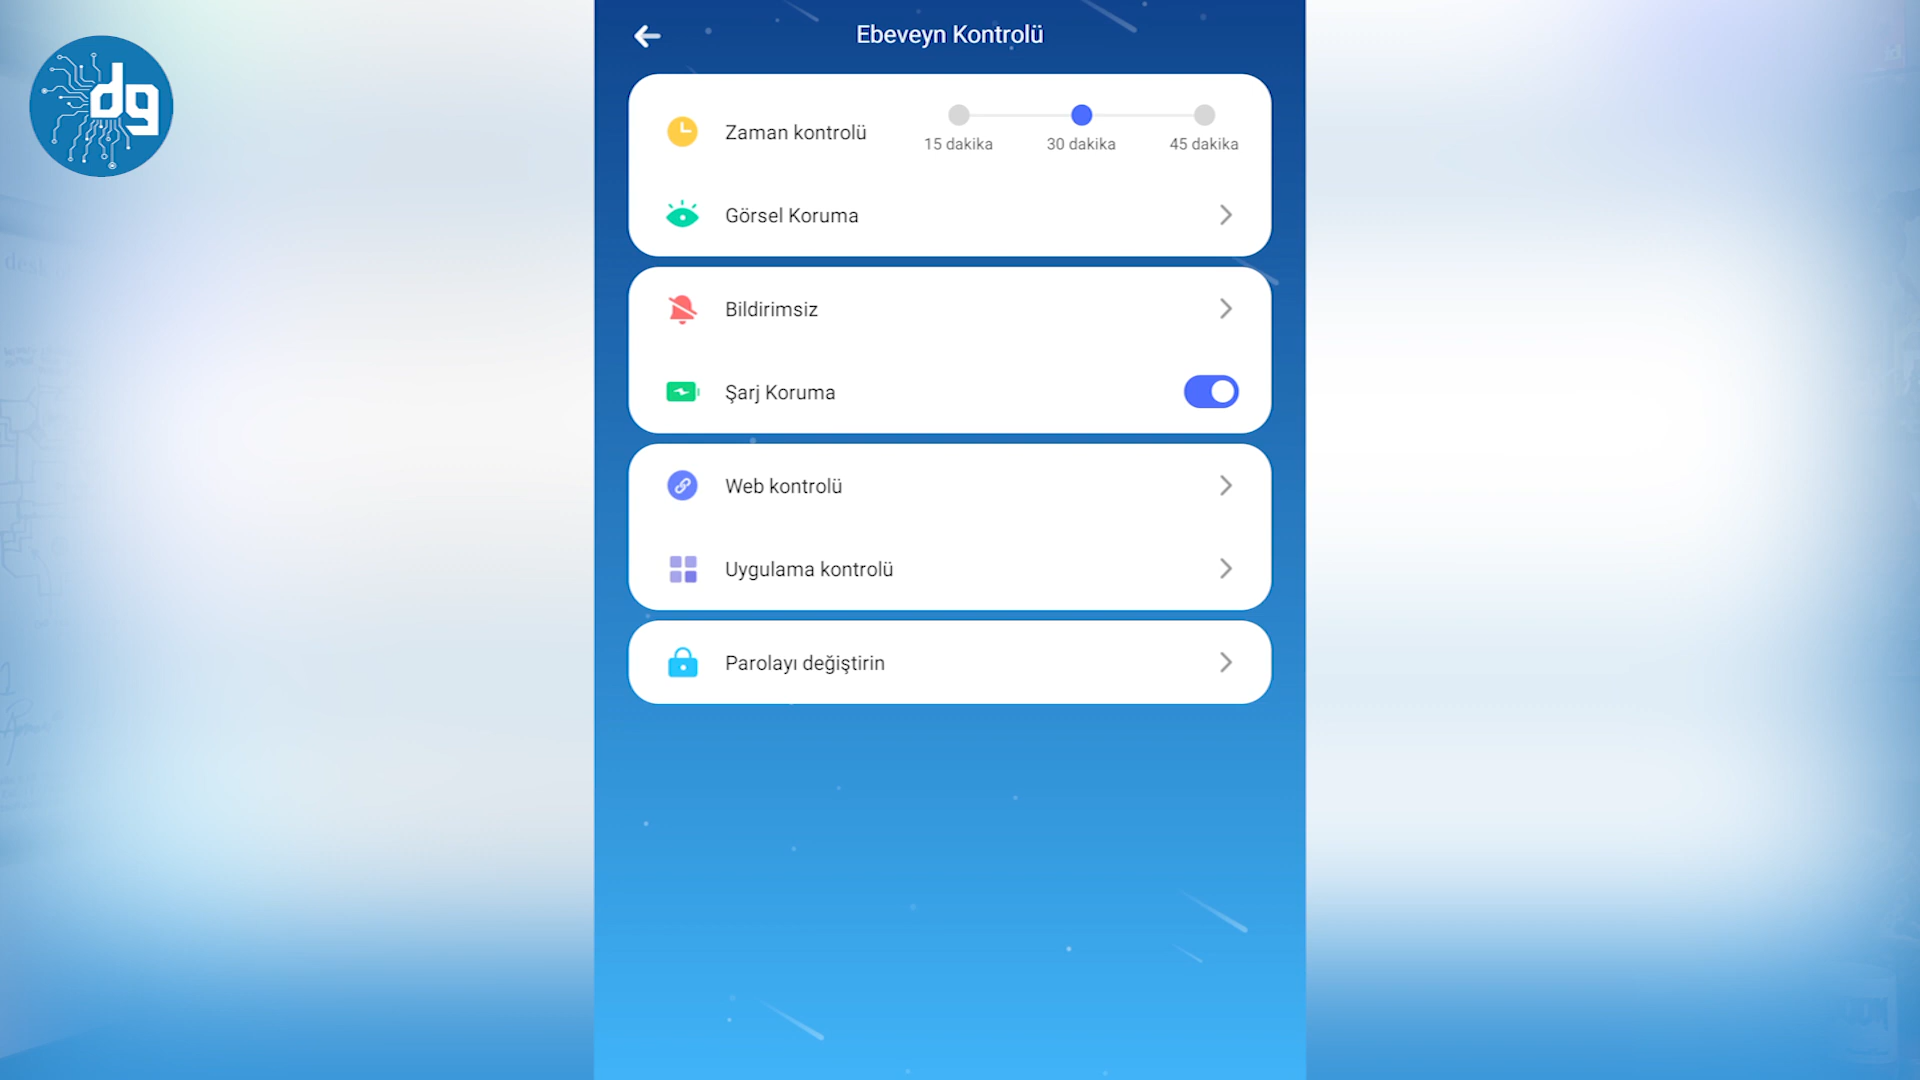 dg
Ebeveyn Kontrolü
Zaman kontrolü
15 dakika
30 dakika
45 dakika
Görsel Koruma
Bildirimsiz
Şarj Koruma
Web kontrolü
Uygulama kontrolü
Parolayı değiştirin